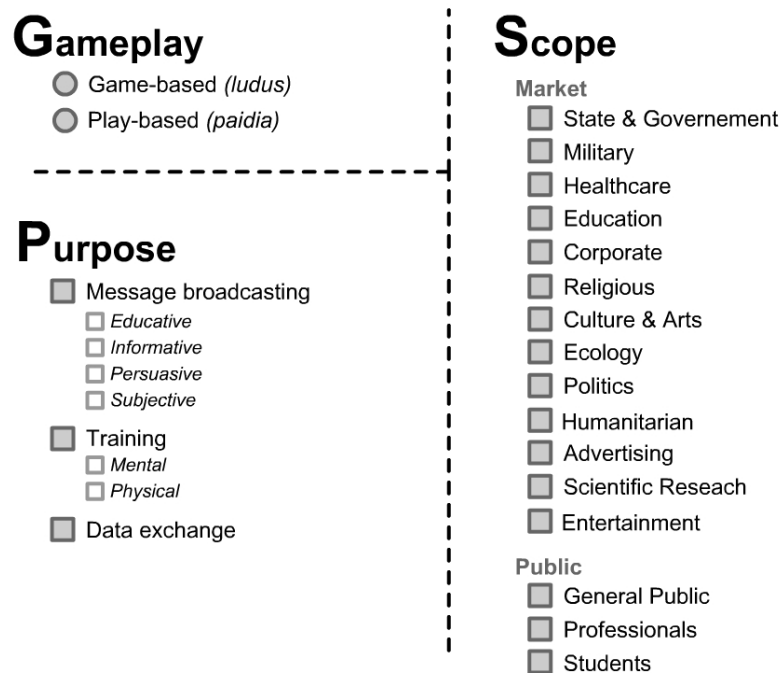 Gameplay
Game-based (ludus)
Play-based (paidia)
Purpose
Message broadcasting
Educative
Informative
Persuasive
Subjective
Training
Mental
Physical
Data exchange
Scope
Market
State & Governement
Military
Healthcare
Education
Corporate
Religious
Culture & Arts
Ecology
Politics
Humanitarian
Advertising
Scientific Reseach
Entertainment
Public
General Public
Professionals
Students